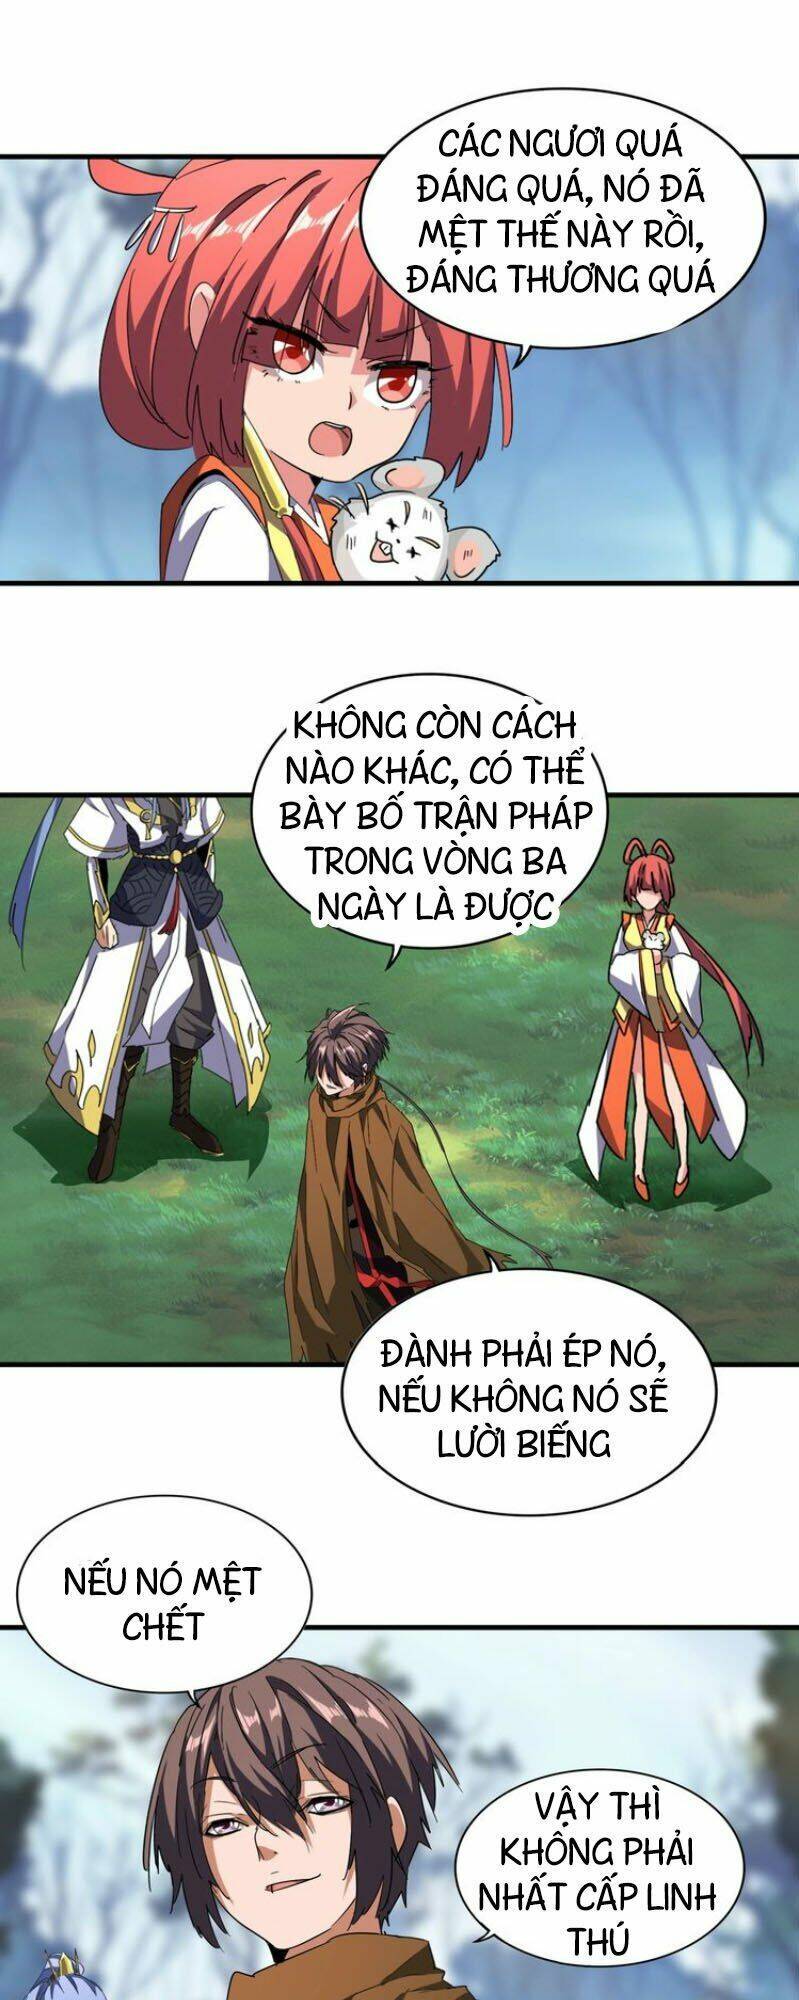 CÁC NGƯƠI QUÁ
ĐÁNG QUÁ, NÓ ĐÃ
MỆT THẾ NÀY RỒI,
ĐÁNG THƯƠNG QUÁ
KHÔNG CÒN CÁCH
NÀO KHÁC, CÓ THỂ
BÀY BỐ TRẬN PHÁP
TRONG VÒNG BA
NGÀY LÀ ĐƯỢC
ĐÀNH PHẢI ÉP NÓ,
NẾU KHÔNG NÓ SẼ
LƯỜI BIẾNG
NẾU NÓ MỆT
CHẾT
VẬY THÌ
KHÔNG PHẢI
NHẤT CẤP LINH
THÚ